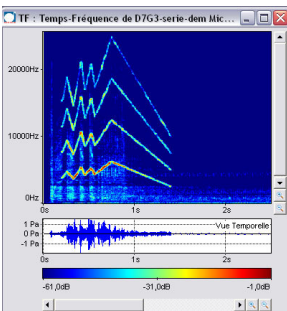 TF : Temps-Fréquence de D7G3-serie-dem Mic...
20000Hz
10000Hz
0Hz
0s 1s 2s
Vue Temporelle
1 Pa
0 Pa
-1 Pa
0s 1s 2s
-61,0dB -31,0dB -1,0dB